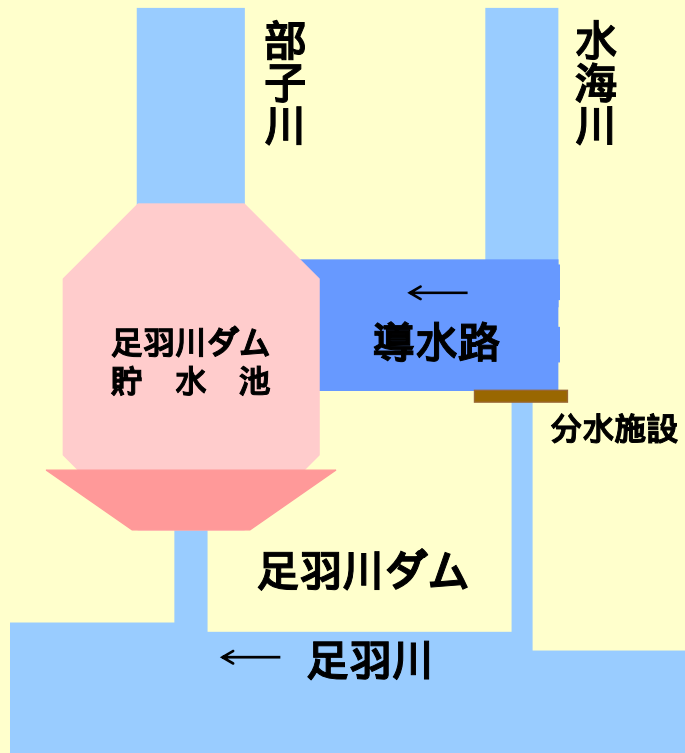 部子川
水海川
導水路
足羽川ダム
貯　水　池
分水施設
足羽川ダム
足羽川